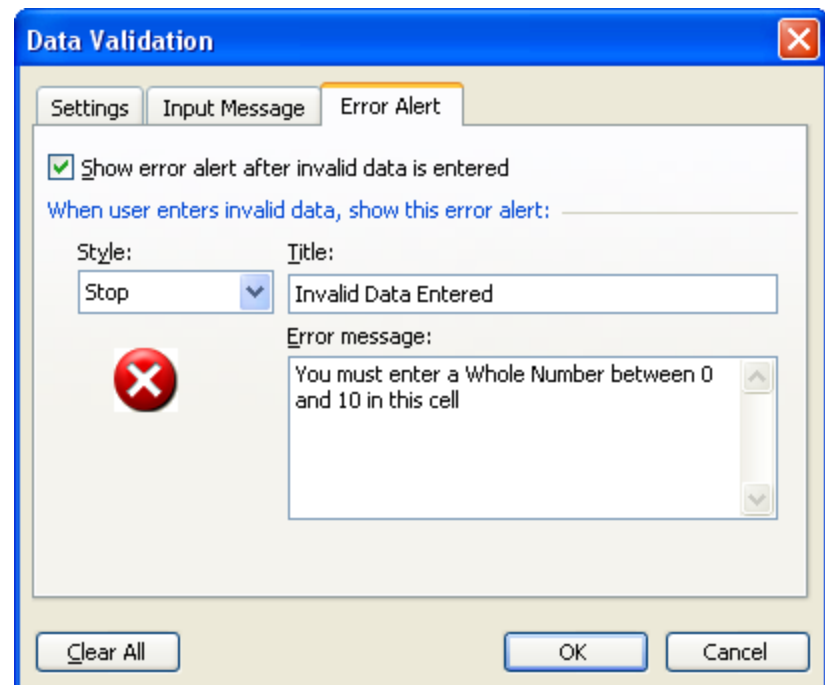 Data Validation
Settings Input Message Error Alert
Show error alert after invalid data is entered
When user enters invalid data, show this error alert:
Style: Title:
Stop Invalid Data Entered
Error message:
You must enter a Whole Number between 0
and 10 in this cell
Clear All OK Cancel